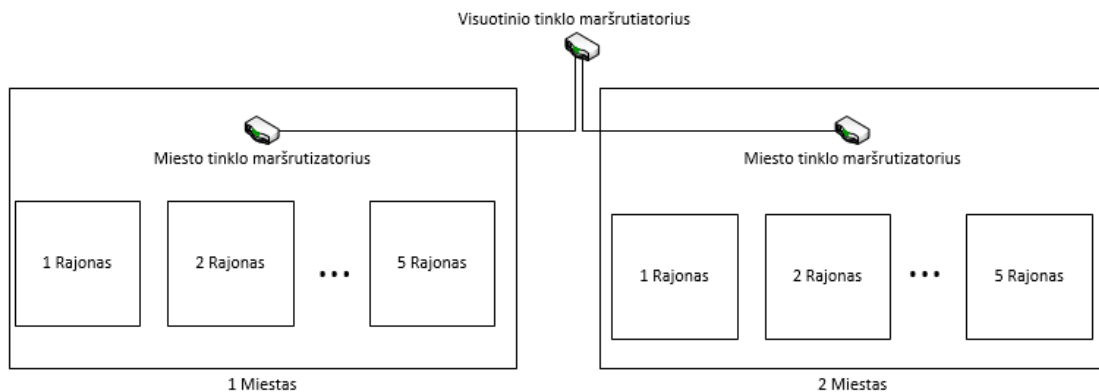 Visuotinio tinklo maršrutiatorius
Miesto tinklo maršrutizatorius
Miesto tinklo maršrutizatorius
1 Rajonas
2 Rajonas
...
5 Rajonas
1 Rajonas
2 Rajonas
...
5 Rajonas
1 Miestas
2 Miestas